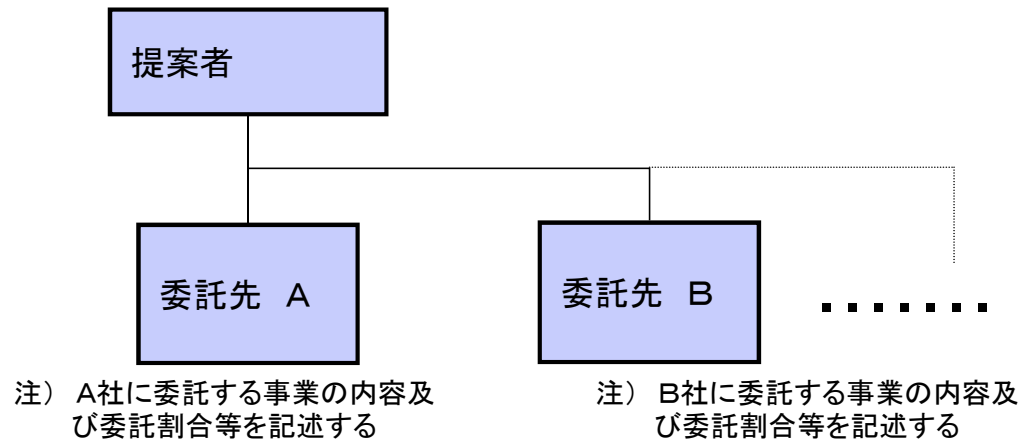 提案者
委託先　Ａ
委託先　Ｂ
・・・・・・・
注）　Ａ社に委託する事業の内容及
び委託割合等を記述する
注）　Ｂ社に委託する事業の内容及
び委託割合等を記述する